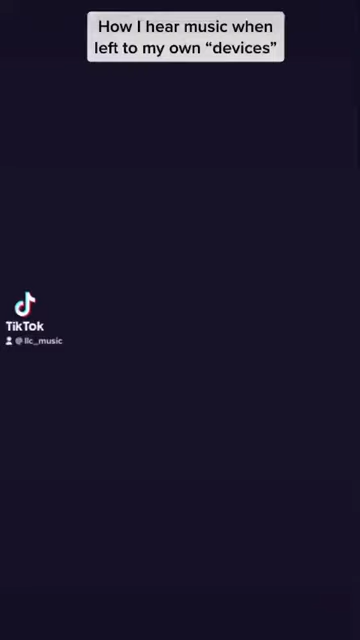 How I hear music when
left to my own “devices”
TikTok
@ llc_music